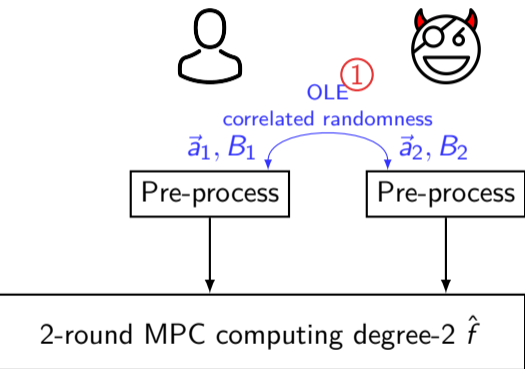 ①
OLE
correlated randomness
a⃗₁, B₁
a⃗₂, B₂
Pre-process
Pre-process
2-round MPC computing degree-2 f̂